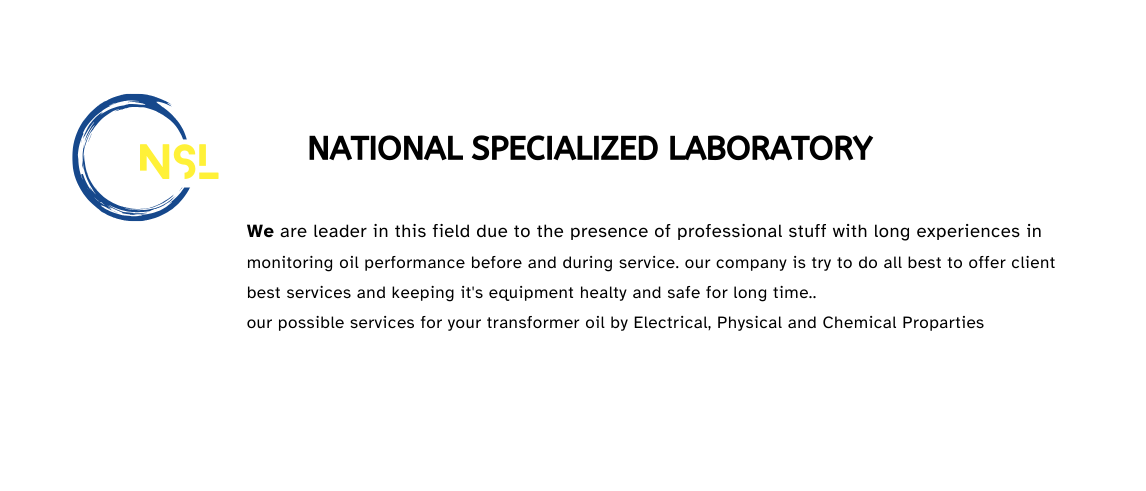 NSL
NATIONAL SPECIALIZED LABORATORY
We are leader in this field due to the presence of professional stuff with long experiences in
monitoring oil performance before and during service. our company is try to do all best to offer client
best services and keeping it's equipment healty and safe for long time..
our possible services for your transformer oil by Electrical, Physical and Chemical Proparties